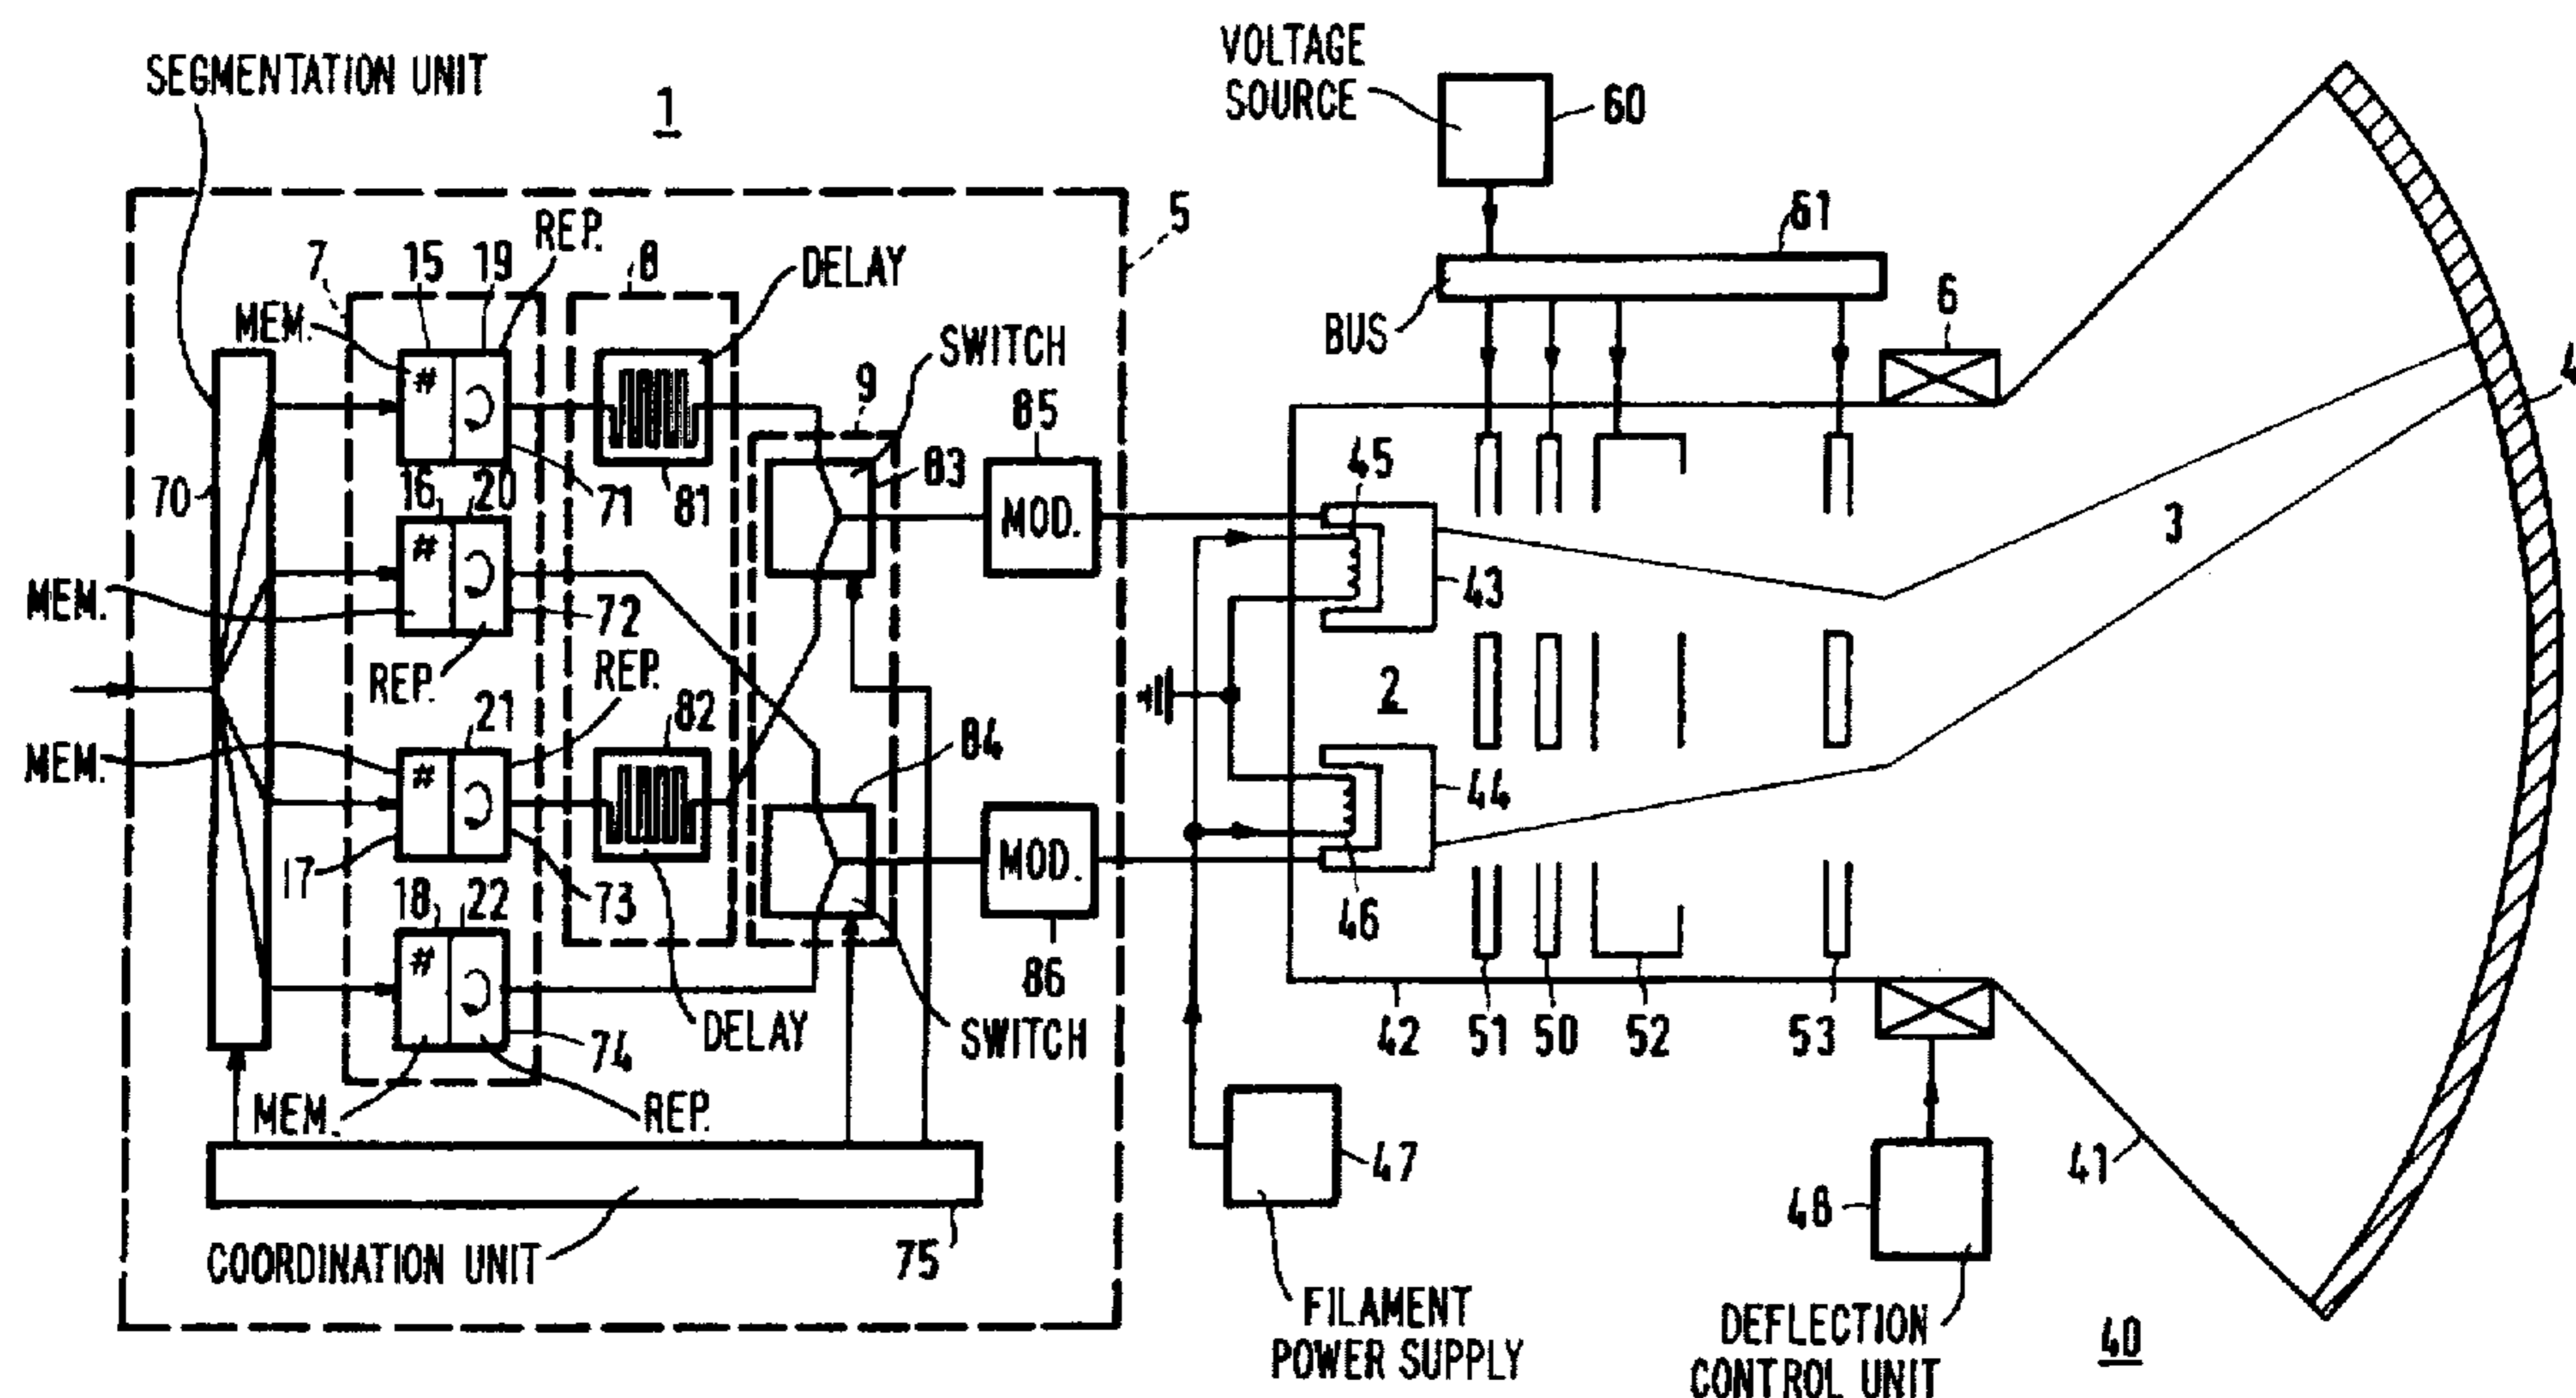 VOLTAGE
SOURCE
60
SEGMENTATION UNIT
1
5
61
7
15
19
REP.
8
DELAY
6
MEM.
BUS
SWITCH
4
#
9
85
83
45
70
16
20
71
81
MOD.
3
#
43
MEM.
72
REP.
REP.
2
21
82
84
MEM.
#
44
17
73
MOD.
46
18
22
86
#
DELAY
SWITCH
42
51
50
52
53
74
MEM.
REP.
47
41
48
COORDINATION UNIT
75
FILAMENT
POWER SUPPLY
DEFLECTION
CONTROL UNIT
40